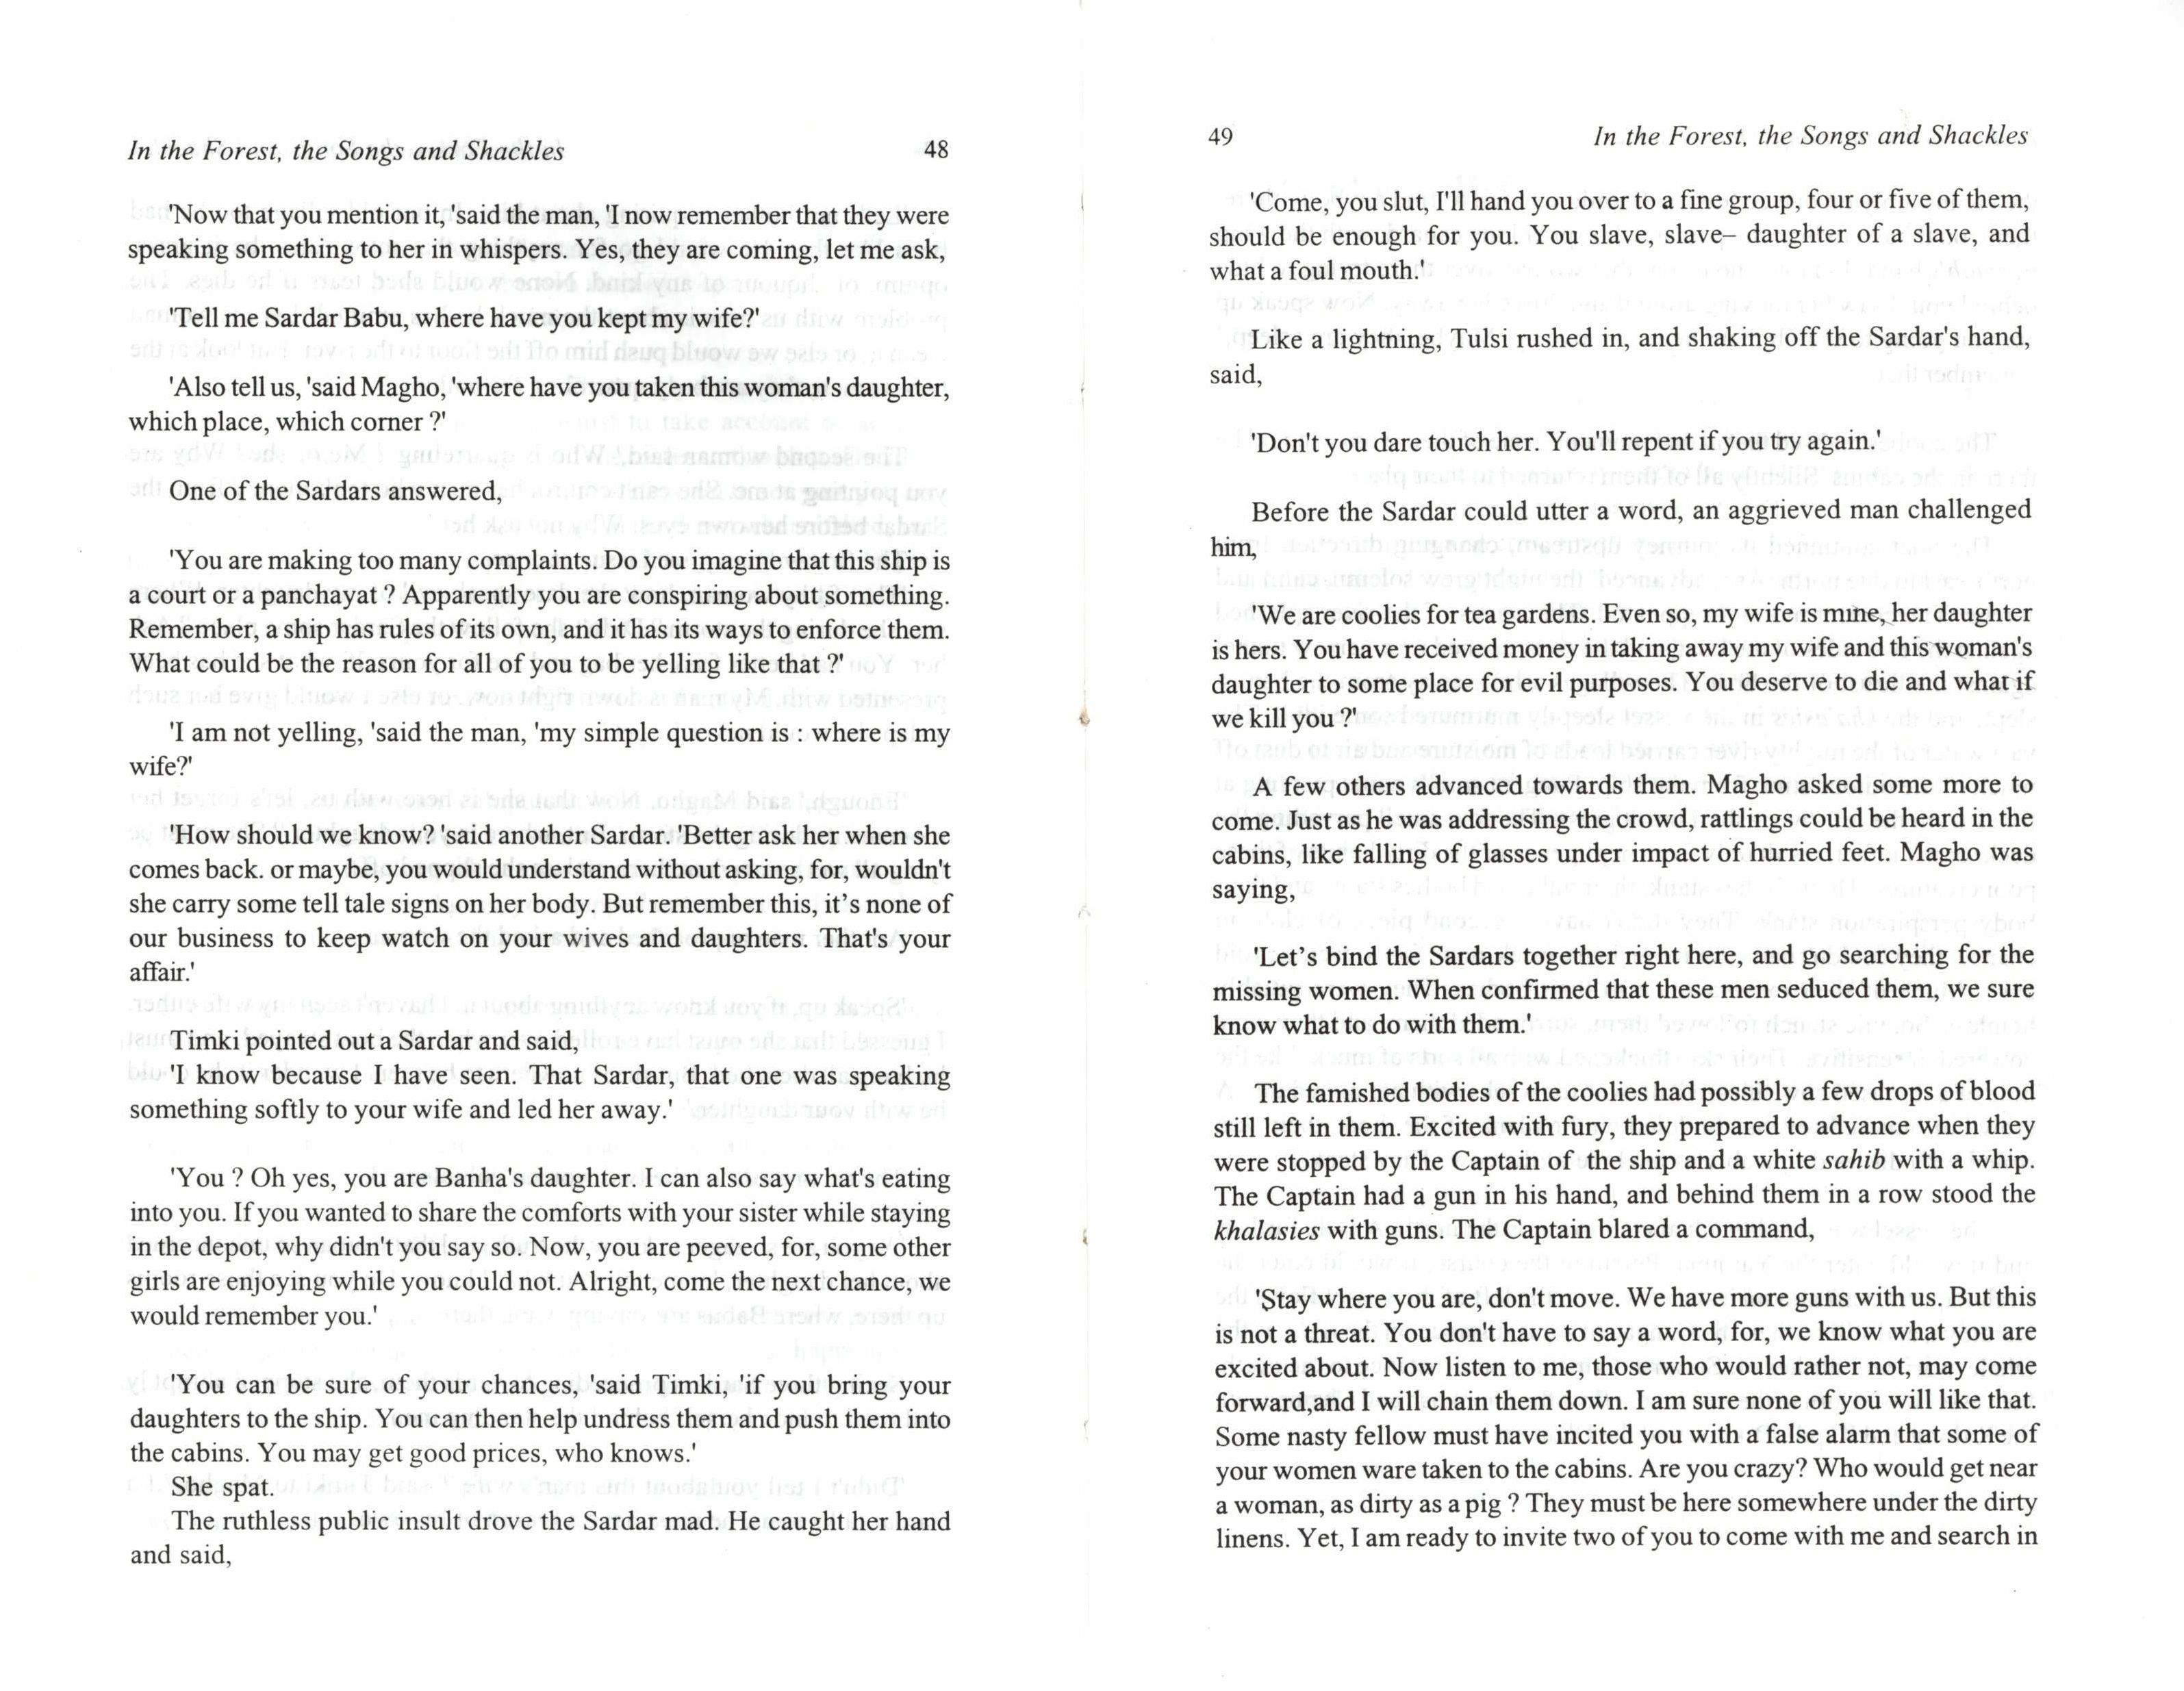 In the Forest, the Songs and Shackles 48
'Now that you mention it, 'said the man, 'I now remember that they were
speaking something to her in whispers. Yes, they are coming, let me ask,
'Tell me Sardar Babu, where have you kept my wife?'
'Also tell us, 'said Magho, 'where have you taken this woman's daughter,
which place, which corner ?'
One of the Sardars answered,
'You are making too many complaints. Do you imagine that this ship is
a court or a panchayat ? Apparently you are conspiring about something.
Remember, a ship has rules of its own, and it has its ways to enforce them.
What could be the reason for all of you to be yelling like that ?'
'I am not yelling, 'said the man, 'my simple question is : where is my
wife?'
'How should we know? 'said another Sardar. 'Better ask her when she
comes back. or maybe, you would understand without asking, for, wouldn't
she carry some tell tale signs on her body. But remember this, it’s none of
our business to keep watch on your wives and daughters. That's your
affair.'
Timki pointed out a Sardar and said,
'I know because I have seen. That Sardar, that one was speaking
something softly to your wife and led her away.'
'You ? Oh yes, you are Banha's daughter. I can also say what's eating
into you. If you wanted to share the comforts with your sister while staying
in the depot, why didn't you say so. Now, you are peeved, for, some other
girls are enjoying while you could not. Alright, come the next chance, we
would remember you.'
'You can be sure of your chances, 'said Timki, 'if you bring your
daughters to the ship. You can then help undress them and push them into
the cabins. You may get good prices, who knows.'
She spat.
The ruthless public insult drove the Sardar mad. He caught her hand
and said,
49 In the Forest, the Songs and Shackles
'Come, you slut, I'll hand you over to a fine group, four or five of them,
should be enough for you. You slave, slave– daughter of a slave, and
what a foul mouth.'
Like a lightning, Tulsi rushed in, and shaking off the Sardar's hand,
said,
'Don't you dare touch her. You'll repent if you try again.'
Before the Sardar could utter a word, an aggrieved man challenged
him,
'We are coolies for tea gardens. Even so, my wife is mine, her daughter
is hers. You have received money in taking away my wife and this woman's
daughter to some place for evil purposes. You deserve to die and what if
we kill you ?'
A few others advanced towards them. Magho asked some more to
come. Just as he was addressing the crowd, rattlings could be heard in the
cabins, like falling of glasses under impact of hurried feet. Magho was
saying,
'Let’s bind the Sardars together right here, and go searching for the
missing women. When confirmed that these men seduced them, we sure
know what to do with them.'
The famished bodies of the coolies had possibly a few drops of blood
still left in them. Excited with fury, they prepared to advance when they
were stopped by the Captain of the ship and a white sahib with a whip.
The Captain had a gun in his hand, and behind them in a row stood the
khalasies with guns. The Captain blared a command,
'Stay where you are, don't move. We have more guns with us. But this
is not a threat. You don't have to say a word, for, we know what you are
excited about. Now listen to me, those who would rather not, may come
forward,and I will chain them down. I am sure none of you will like that.
Some nasty fellow must have incited you with a false alarm that some of
your women ware taken to the cabins. Are you crazy? Who would get near
a woman, as dirty as a pig ? They must be here somewhere under the dirty
linens. Yet, I am ready to invite two of you to come with me and search in